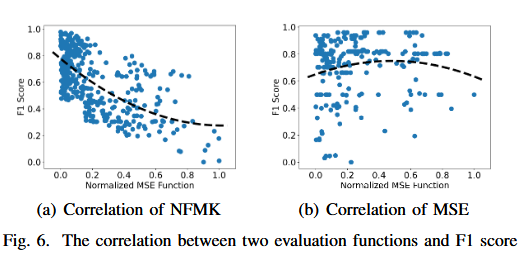 1.0
0.8
0.6
0.4
0.2
0.0
F1 Score
0.0 0.2 0.4 0.6 0.8 1.0
Normalized MSE Function
(a) Correlation of NFMK
1.0
0.8
0.6
0.4
0.2
0.0
F1 Score
0.0 0.2 0.4 0.6 0.8 1.0
Normalized MSE Function
(b) Correlation of MSE
Fig. 6. The correlation between two evaluation functions and F1 score